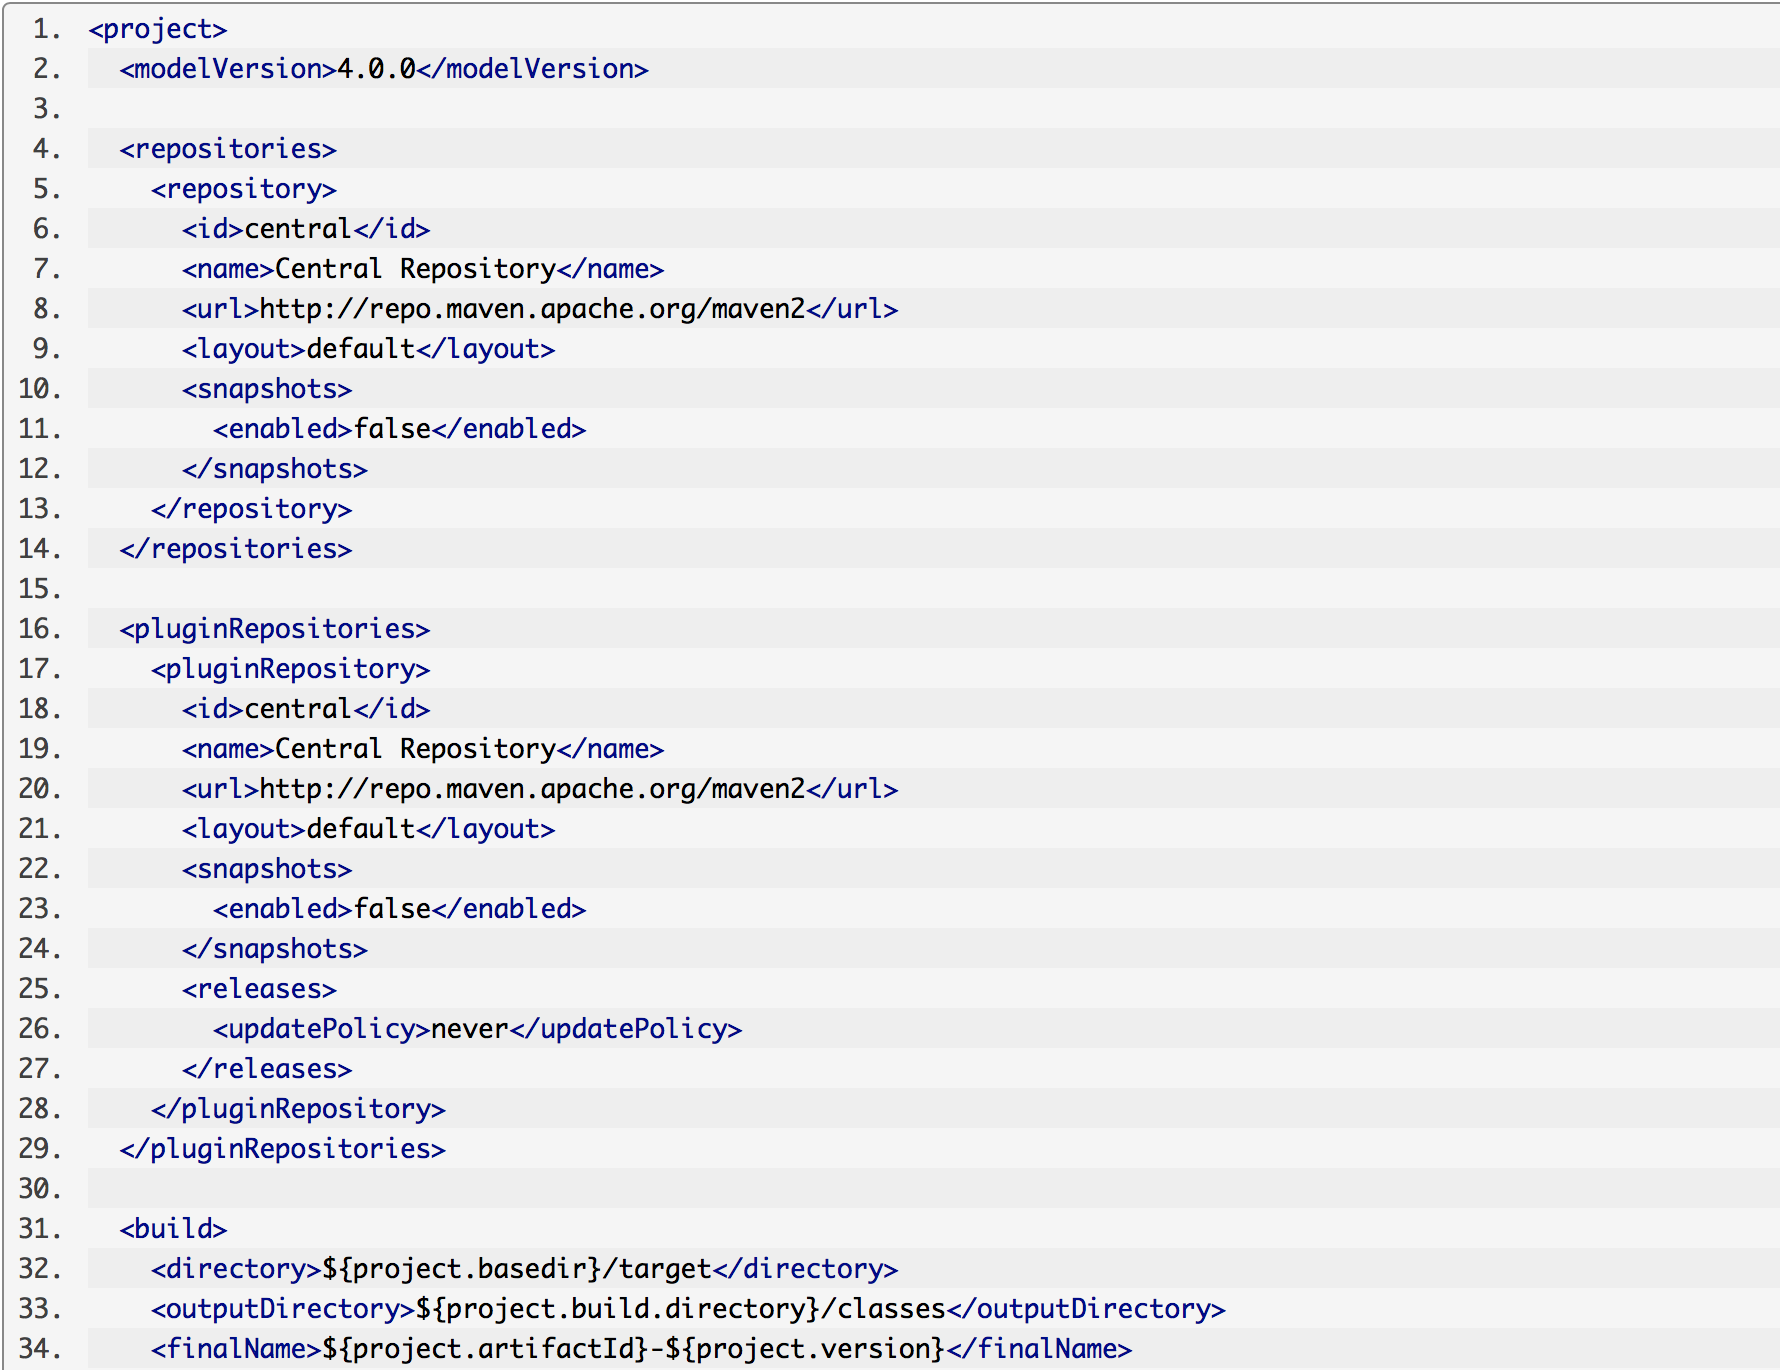 1. <project>
2.   <modelVersion>4.0.0</modelVersion>
3.
4.   <repositories>
5.     <repository>
6.       <id>central</id>
7.       <name>Central Repository</name>
8.       <url>http://repo.maven.apache.org/maven2</url>
9.       <layout>default</layout>
10.       <snapshots>
11.         <enabled>false</enabled>
12.       </snapshots>
13.     </repository>
14.   </repositories>
15.
16.   <pluginRepositories>
17.     <pluginRepository>
18.       <id>central</id>
19.       <name>Central Repository</name>
20.       <url>http://repo.maven.apache.org/maven2</url>
21.       <layout>default</layout>
22.       <snapshots>
23.         <enabled>false</enabled>
24.       </snapshots>
25.       <releases>
26.         <updatePolicy>never</updatePolicy>
27.       </releases>
28.     </pluginRepository>
29.   </pluginRepositories>
30.
31.   <build>
32.     <directory>${project.basedir}/target</directory>
33.     <outputDirectory>${project.build.directory}/classes</outputDirectory>
34.     <finalName>${project.artifactId}-${project.version}</finalName>